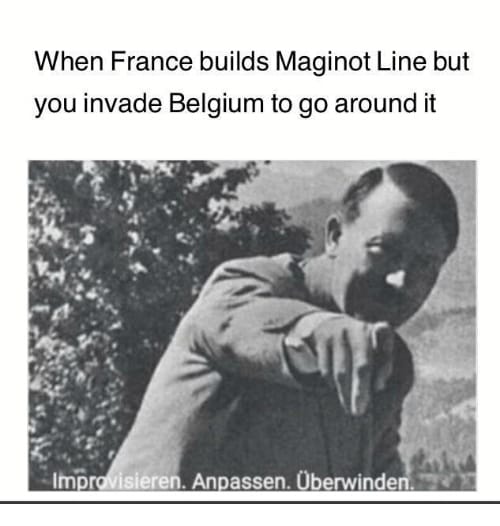 When France builds Maginot Line but
you invade Belgium to go around it
Improvisieren. Anpassen. Überwinden.